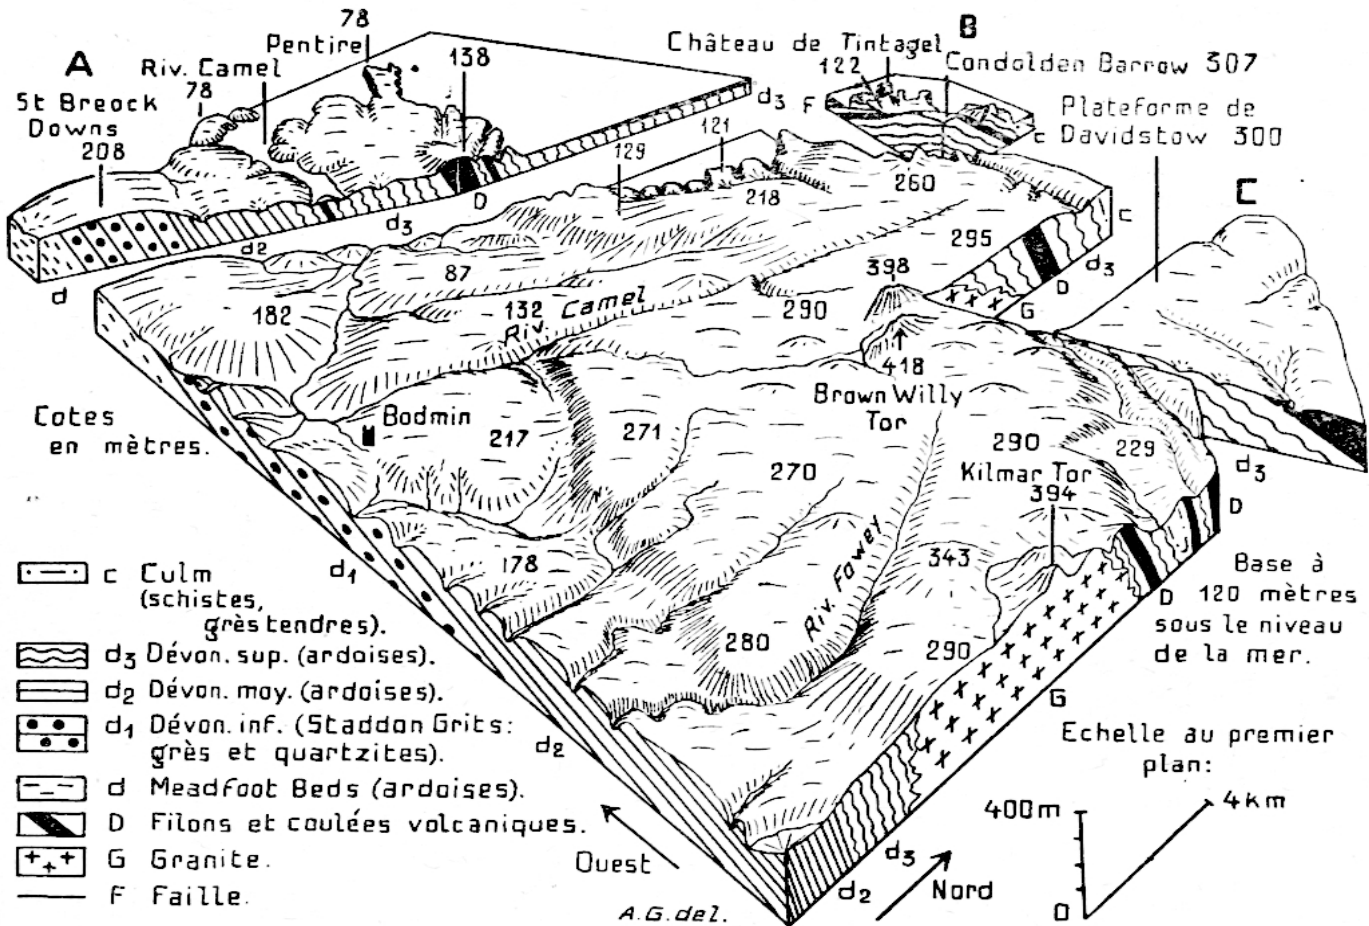 78
Pentire
A
Riv. Camel
78
138
St Breock
Downs
208
d3
D
d3
d2
d
B
Château de Tintagel
122
Condolden Barrow 307
F
c
Plateforme de
Davidstow 300
C
121
129
218
260
c
295
d3
D
G
87
398
182
132
Riv. Camel
290
418
Brown Willy
Tor
Cotes
en mètres.
Bodmin
217
271
270
290
229
Kilmar Tor
394
d3
D
178
d1
Riv. Fowey
343
280
290
D
G
Base à
120 mètres
sous le niveau
de la mer.
c Culm
(schistes,
grès tendres).
d3 Dévon. sup. (ardoises).
d2 Dévon. moy. (ardoises).
d1 Dévon. inf. (Staddon Grits:
grès et quartzites).
d Meadfoot Beds (ardoises).
D Filons et coulées volcaniques.
G Granite.
F Faille.
d2
Ouest
d3
d2
Nord
A.G.del.
Echelle au premier
plan:
400m
4km
0